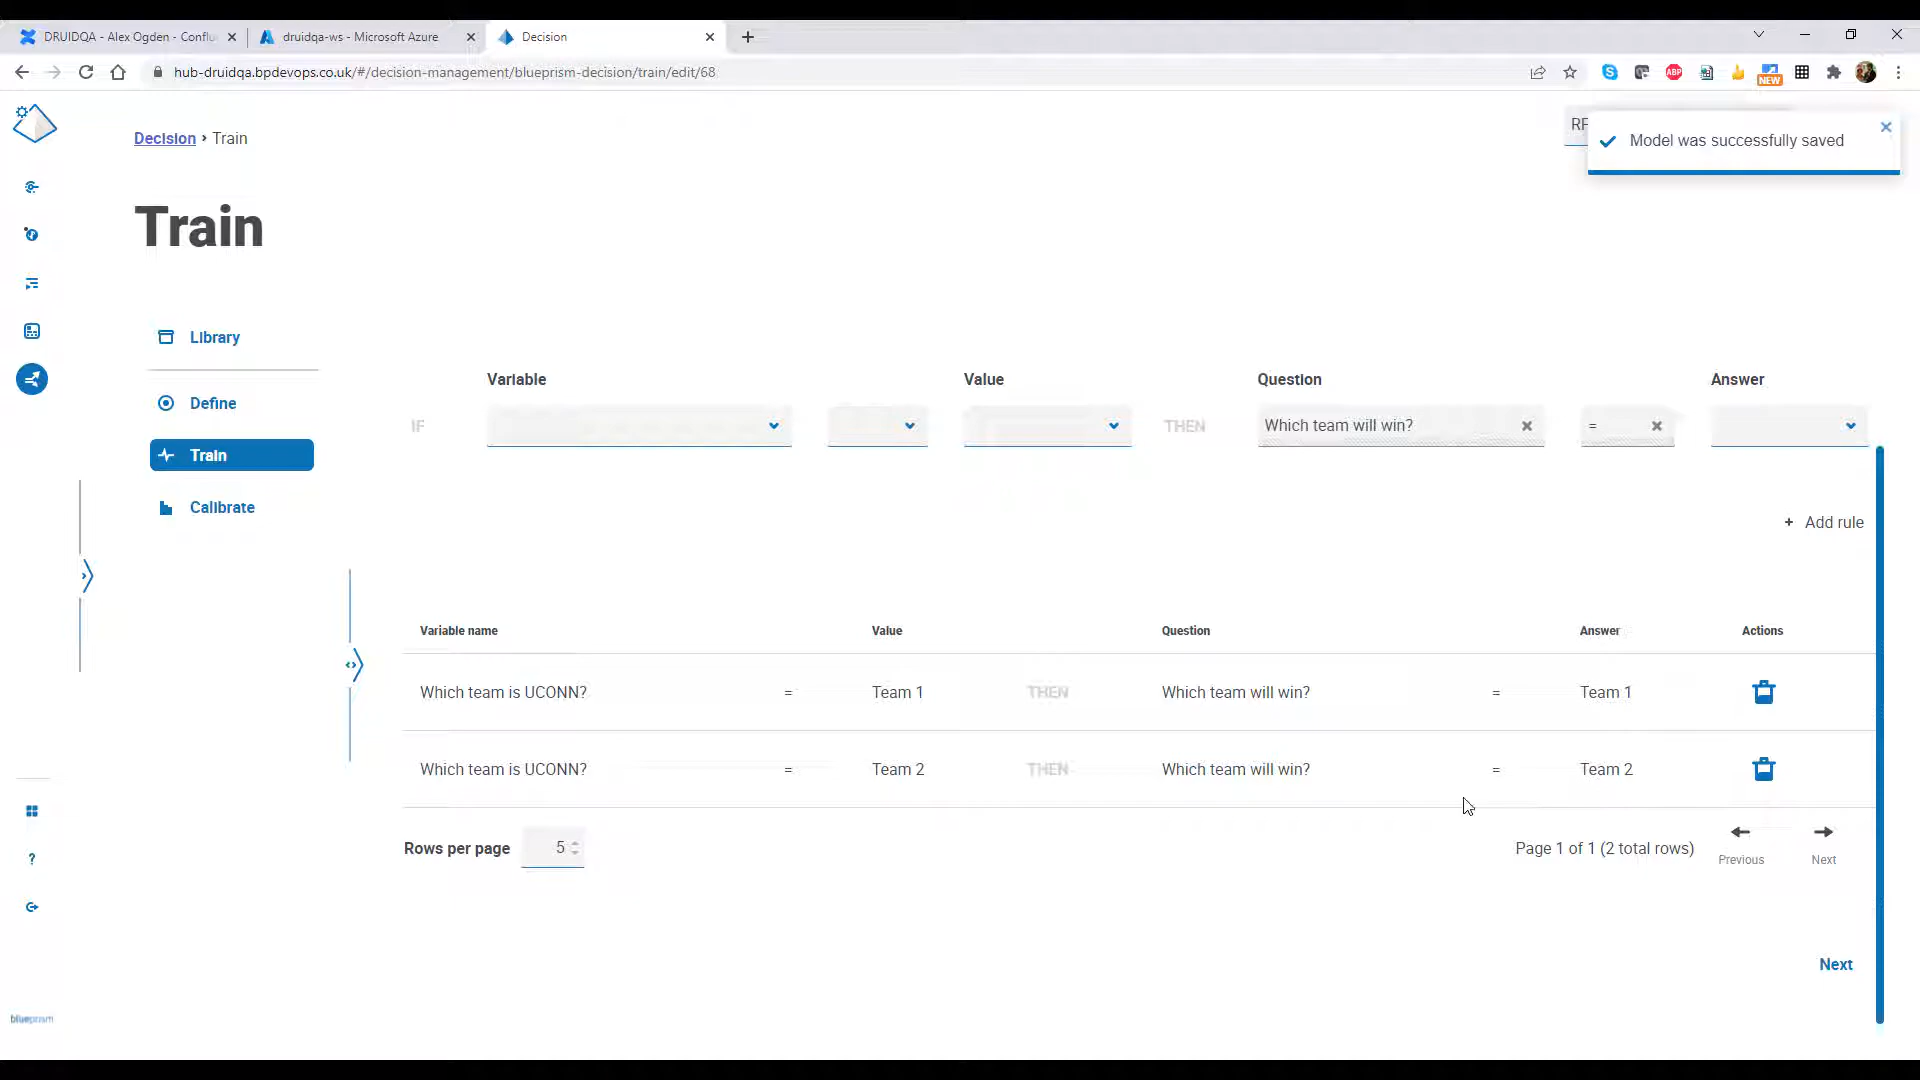 DRUIDQA - Alex Ogden - Conflu
druidqa-ws - Microsoft Azure
Decision
hub-druidqa.bpdevops.co.uk/#/decision-management/blueprism-decision/train/edit/68
ABP
NEW
Decision › Train
Model was successfully saved
Train
Library
Define
Train
Calibrate
Variable Value Question Answer
IF THEN Which team will win? =
+ Add rule
Variable name Value Question Answer Actions
Which team is UCONN? = Team 1 THEN Which team will win? = Team 1
Which team is UCONN? = Team 2 THEN Which team will win? = Team 2
Rows per page 5
Page 1 of 1 (2 total rows)
Previous
Next
Next
blueprism